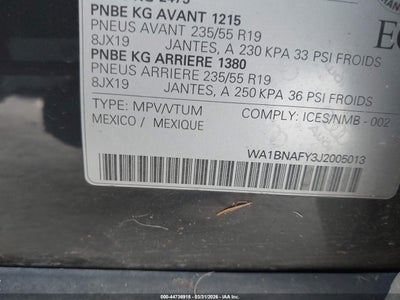 PNBE KG AVANT 1215
PNEUS AVANT 235/55 R19
8JX19 JANTES, A 230 KPA 33 PSI FROIDS
PNBE KG ARRIERE 1380
PNEUS ARRIERE 235/55 R19
8JX19 JANTES, A 250 KPA 36 PSI FROIDS
TYPE: MPV/VTUM COMPLY: ICES/NMB - 002
MEXICO / MEXIQUE
WA1BNAFY3J2005013
000-44736915 - 03/31/2026 - IAA Inc.